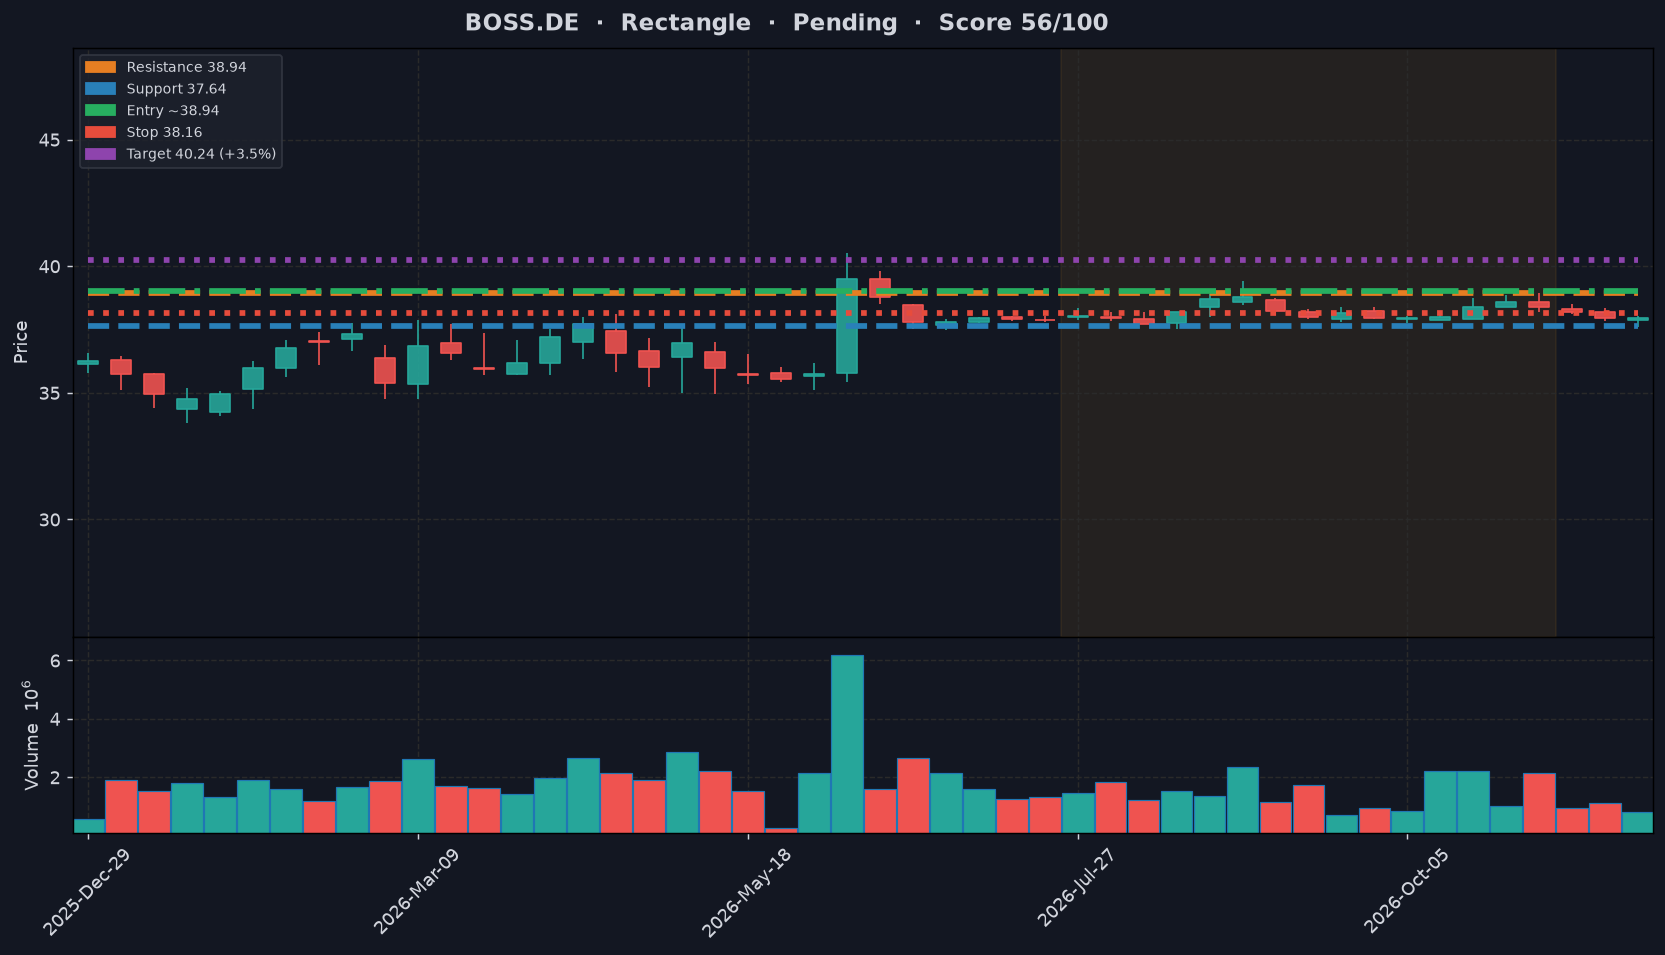 BOSS.DE · Rectangle · Pending · Score 56/100
Resistance 38.94
Support 37.64
Entry ~38.94
Stop 38.16
Target 40.24 (+3.5%)
45
40
35
30
Price
6
4
2
Volume 10⁶
2025-Dec-29
2026-Mar-09
2026-May-18
2026-Jul-27
2026-Oct-05